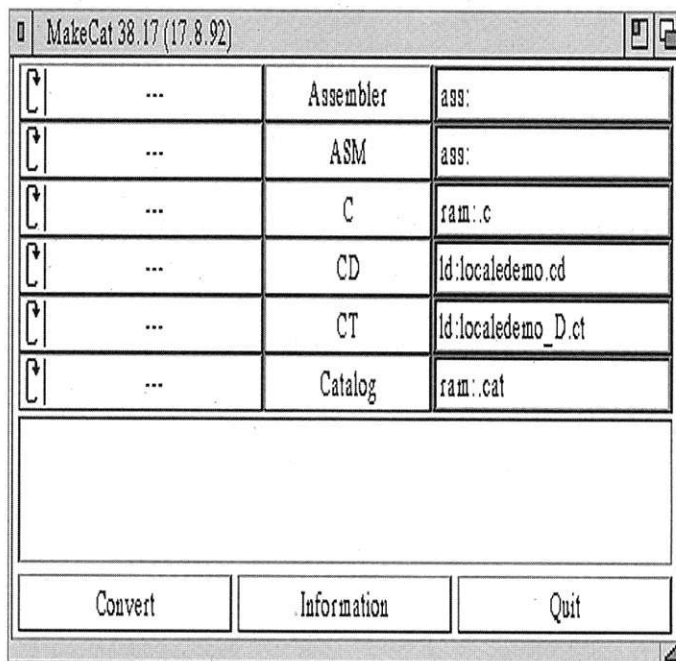 MakeCat 38.17 (17.8.92)
--- Assembler ass:
--- ASM ass:
--- C ram:.c
--- CD ld:localedemo.cd
--- CT ld:localedemo_D.ct
--- Catalog ram:.cat
Convert Information Quit